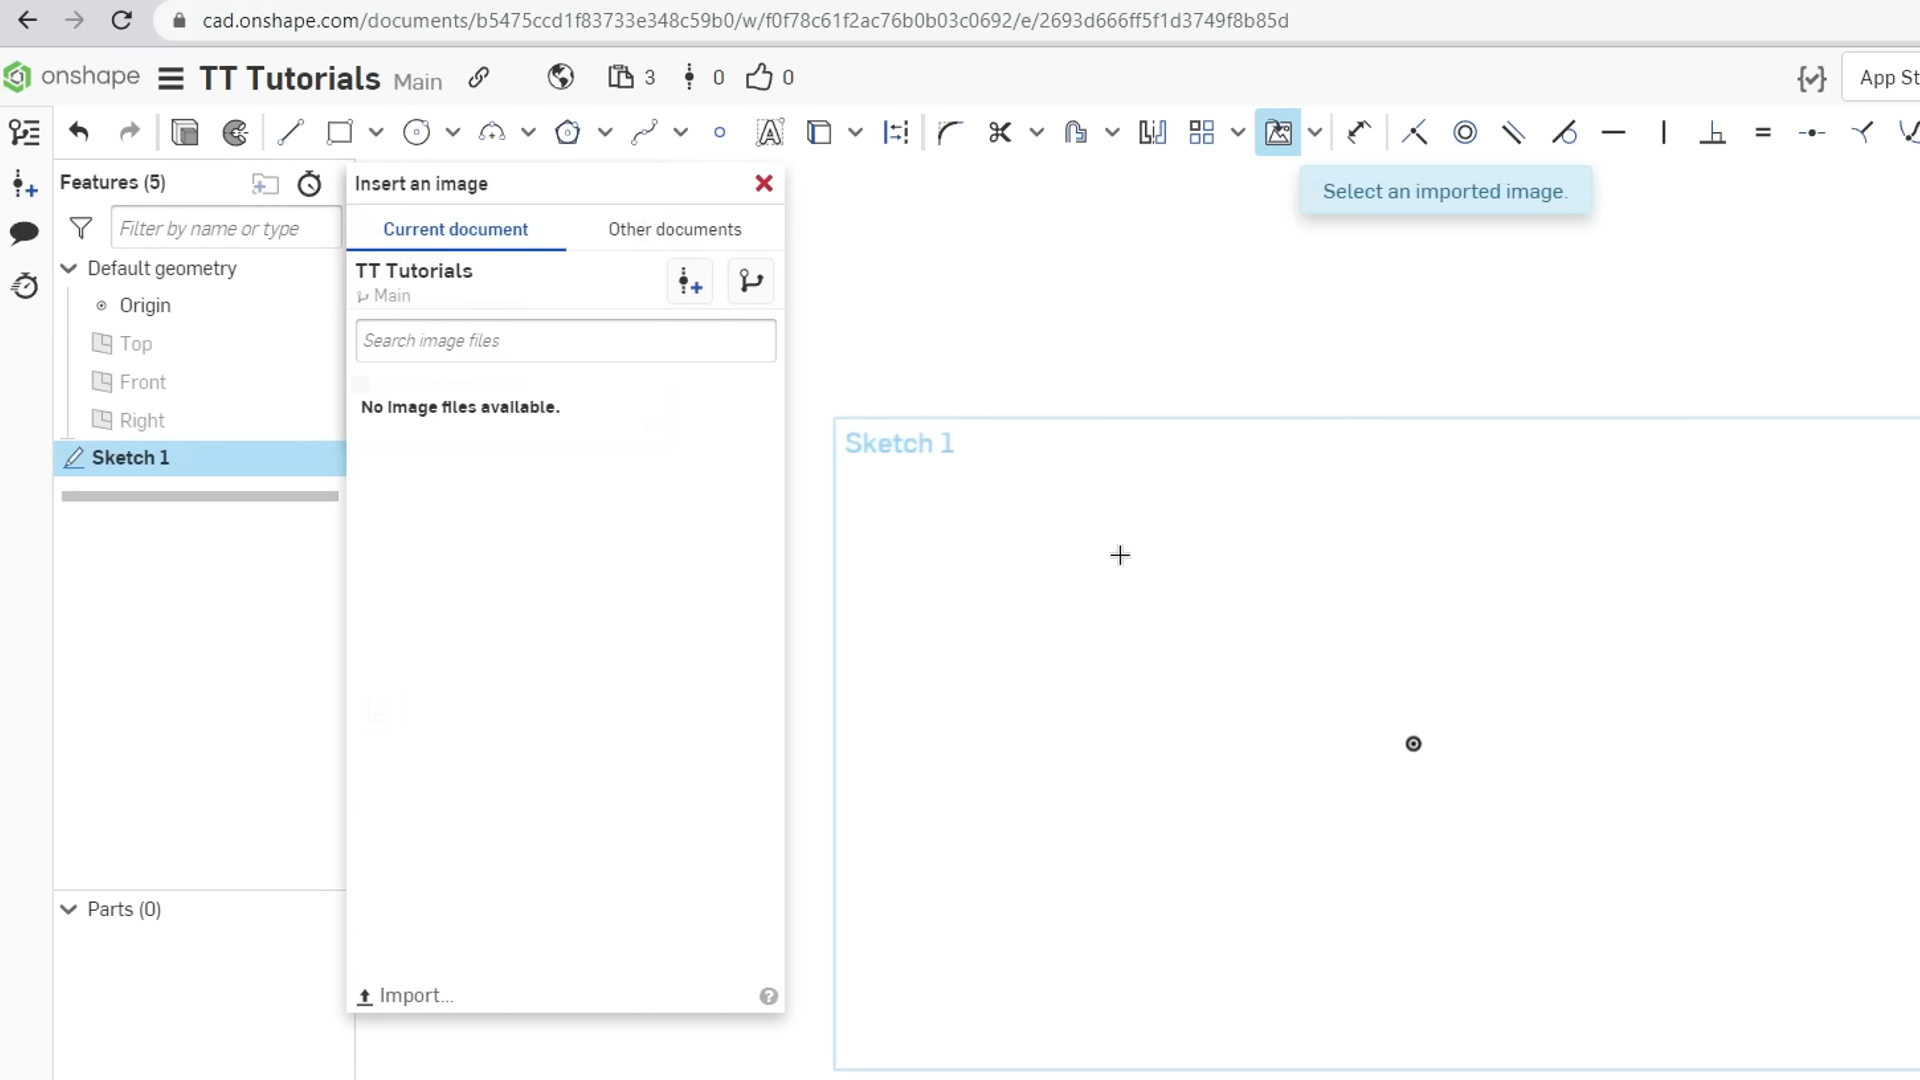 cad.onshape.com/documents/b5475ccd1f83733e348c59b0/w/f0f78c61f2ac76b0b03c0692/e/2693d666ff5f1d3749f8b85d
onshape TT Tutorials Main 3 0 0 App St
Features (5)
Filter by name or type
Default geometry
Origin
Top
Front
Right
Sketch 1
Parts (0)
Insert an image
Current document Other documents
TT Tutorials
Main
Search image files
No image files available.
Import...
Select an imported image.
Sketch 1